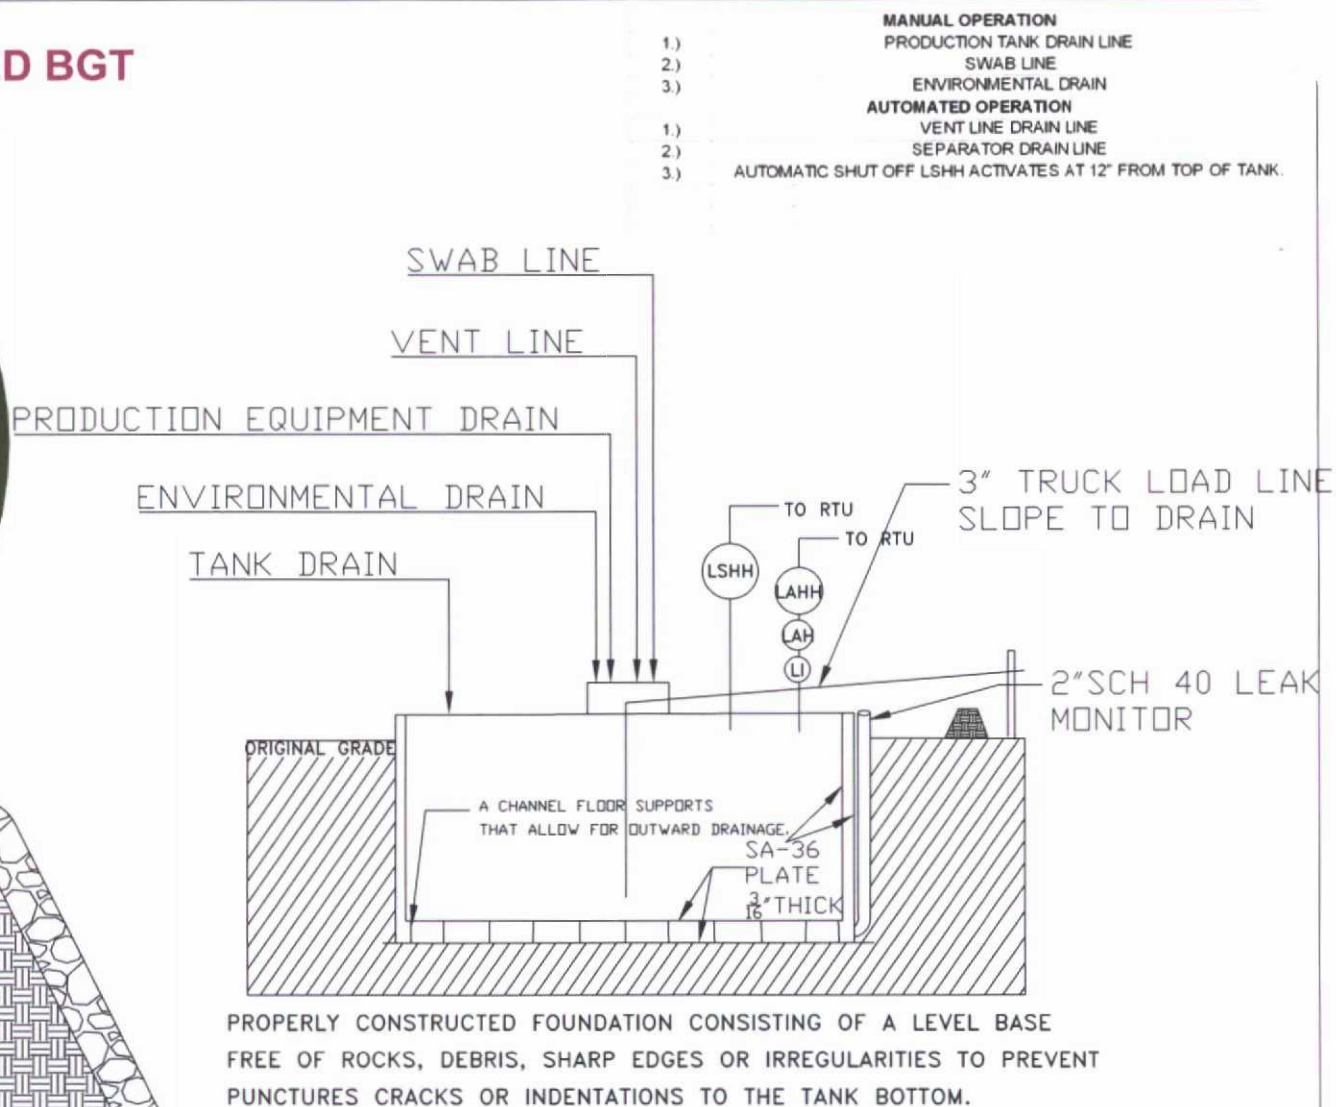 D BGT
MANUAL OPERATION
1.) PRODUCTION TANK DRAIN LINE
2.) SWAB LINE
3.) ENVIRONMENTAL DRAIN
AUTOMATED OPERATION
1.) VENT LINE DRAIN LINE
2.) SEPARATOR DRAIN LINE
3.) AUTOMATIC SHUT OFF LSHH ACTIVATES AT 12" FROM TOP OF TANK.
SWAB LINE
VENT LINE
PRODUCTION EQUIPMENT DRAIN
ENVIRONMENTAL DRAIN
TANK DRAIN
3" TRUCK LOAD LINE
SLOPE TO DRAIN
TO RTU
TO RTU
LSHH
LAHH
LAH
LI
2"SCH 40 LEAK
MONITOR
ORIGINAL GRADE
A CHANNEL FLOOR SUPPORTS
THAT ALLOW FOR OUTWARD DRAINAGE.
SA-36
PLATE
3/16"THICK
PROPERLY CONSTRUCTED FOUNDATION CONSISTING OF A LEVEL BASE
FREE OF ROCKS, DEBRIS, SHARP EDGES OR IRREGULARITIES TO PREVENT
PUNCTURES CRACKS OR INDENTATIONS TO THE TANK BOTTOM.